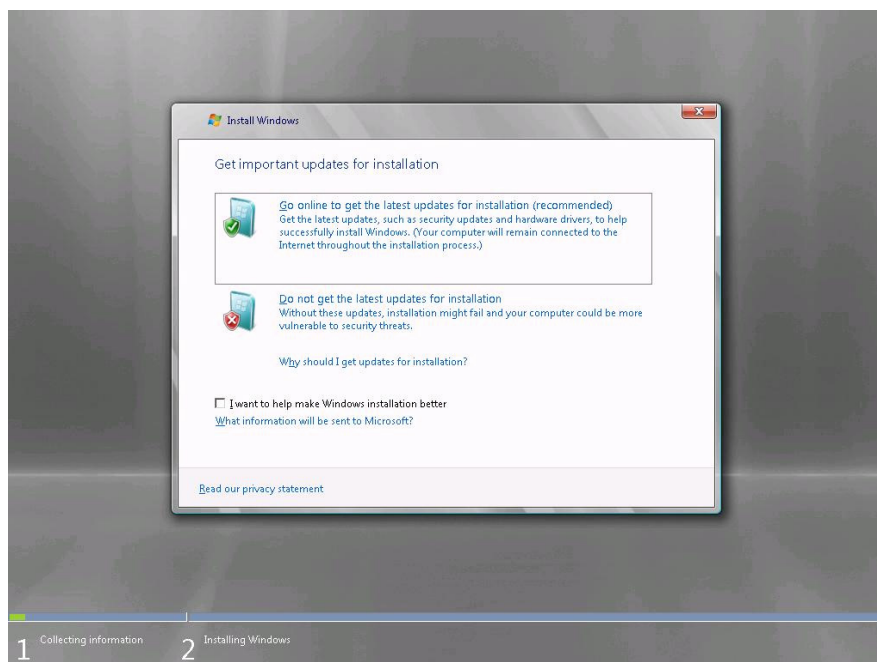 Install Windows
Get important updates for installation
Go online to get the latest updates for installation (recommended)
Get the latest updates, such as security updates and hardware drivers, to help
successfully install Windows. (Your computer will remain connected to the
Internet throughout the installation process.)
Do not get the latest updates for installation
Without these updates, installation might fail and your computer could be more
vulnerable to security threats.
Why should I get updates for installation?
I want to help make Windows installation better
What information will be sent to Microsoft?
Read our privacy statement
1 Collecting information
2 Installing Windows